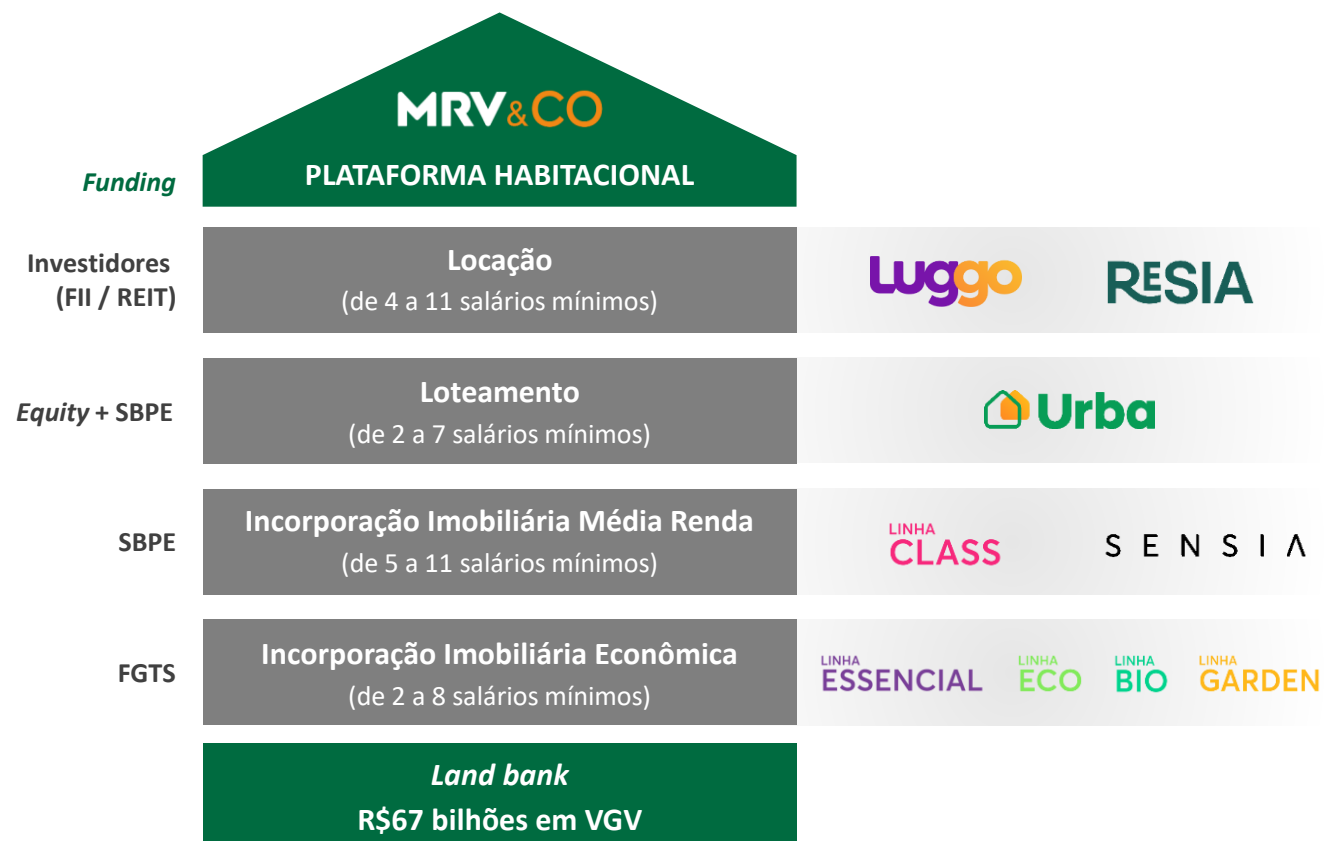 MRV&CO
PLATAFORMA HABITACIONAL
Funding
Investidores
(FII / REIT)
Locação
(de 4 a 11 salários mínimos)
Luggo
RESIA
Equity + SBPE
Loteamento
(de 2 a 7 salários mínimos)
Urba
SBPE
Incorporação Imobiliária Média Renda
(de 5 a 11 salários mínimos)
LINHA
CLASS
SENSIA
FGTS
Incorporação Imobiliária Econômica
(de 2 a 8 salários mínimos)
LINHA
ESSENCIAL
LINHA
ECO
LINHA
BIO
LINHA
GARDEN
Land bank
R$67 bilhões em VGV